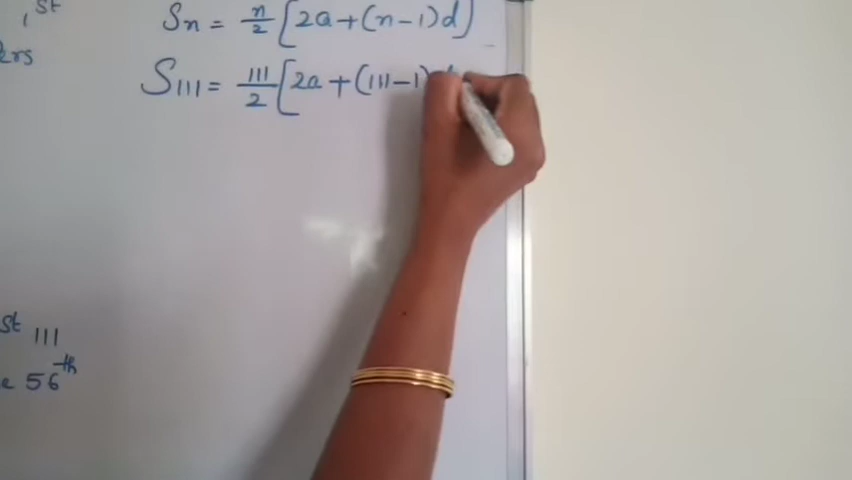 1st
Sn = n/2 [2a+(n-1)d]
S111 = 111/2 [2a+(111-1)d
st 111
56th